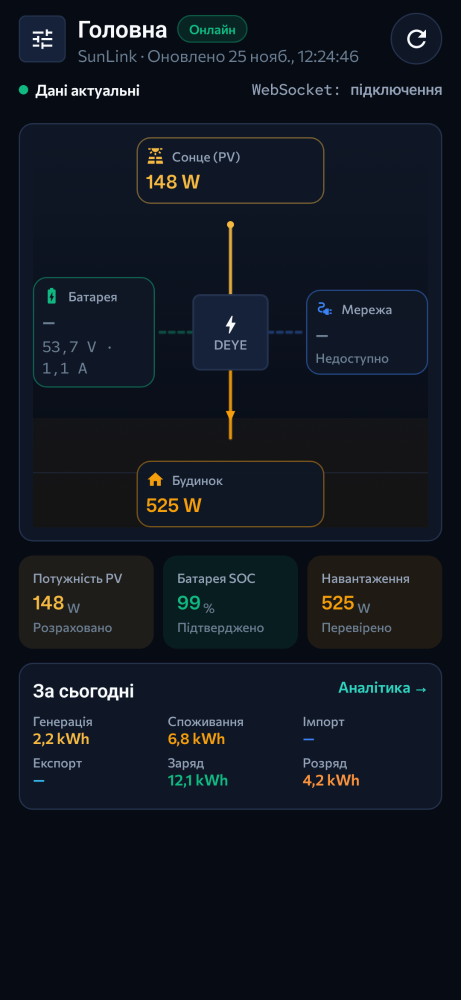 Головна
Онлайн
SunLink · Оновлено 25 нояб., 12:24:46
Дані актуальні
WebSocket: підключення
Сонце (PV)
148 W
Батарея
—
53,7 V ·
1,1 A
DEYE
Мережа
—
Недоступно
Будинок
525 W
Потужність PV
148 W
Розраховано
Батарея SOC
99 %
Підтверджено
Навантаження
525 W
Перевірено
За сьогодні
Аналітика →
Генерація
2,2 kWh
Споживання
6,8 kWh
Імпорт
—
Експорт
—
Заряд
12,1 kWh
Розряд
4,2 kWh